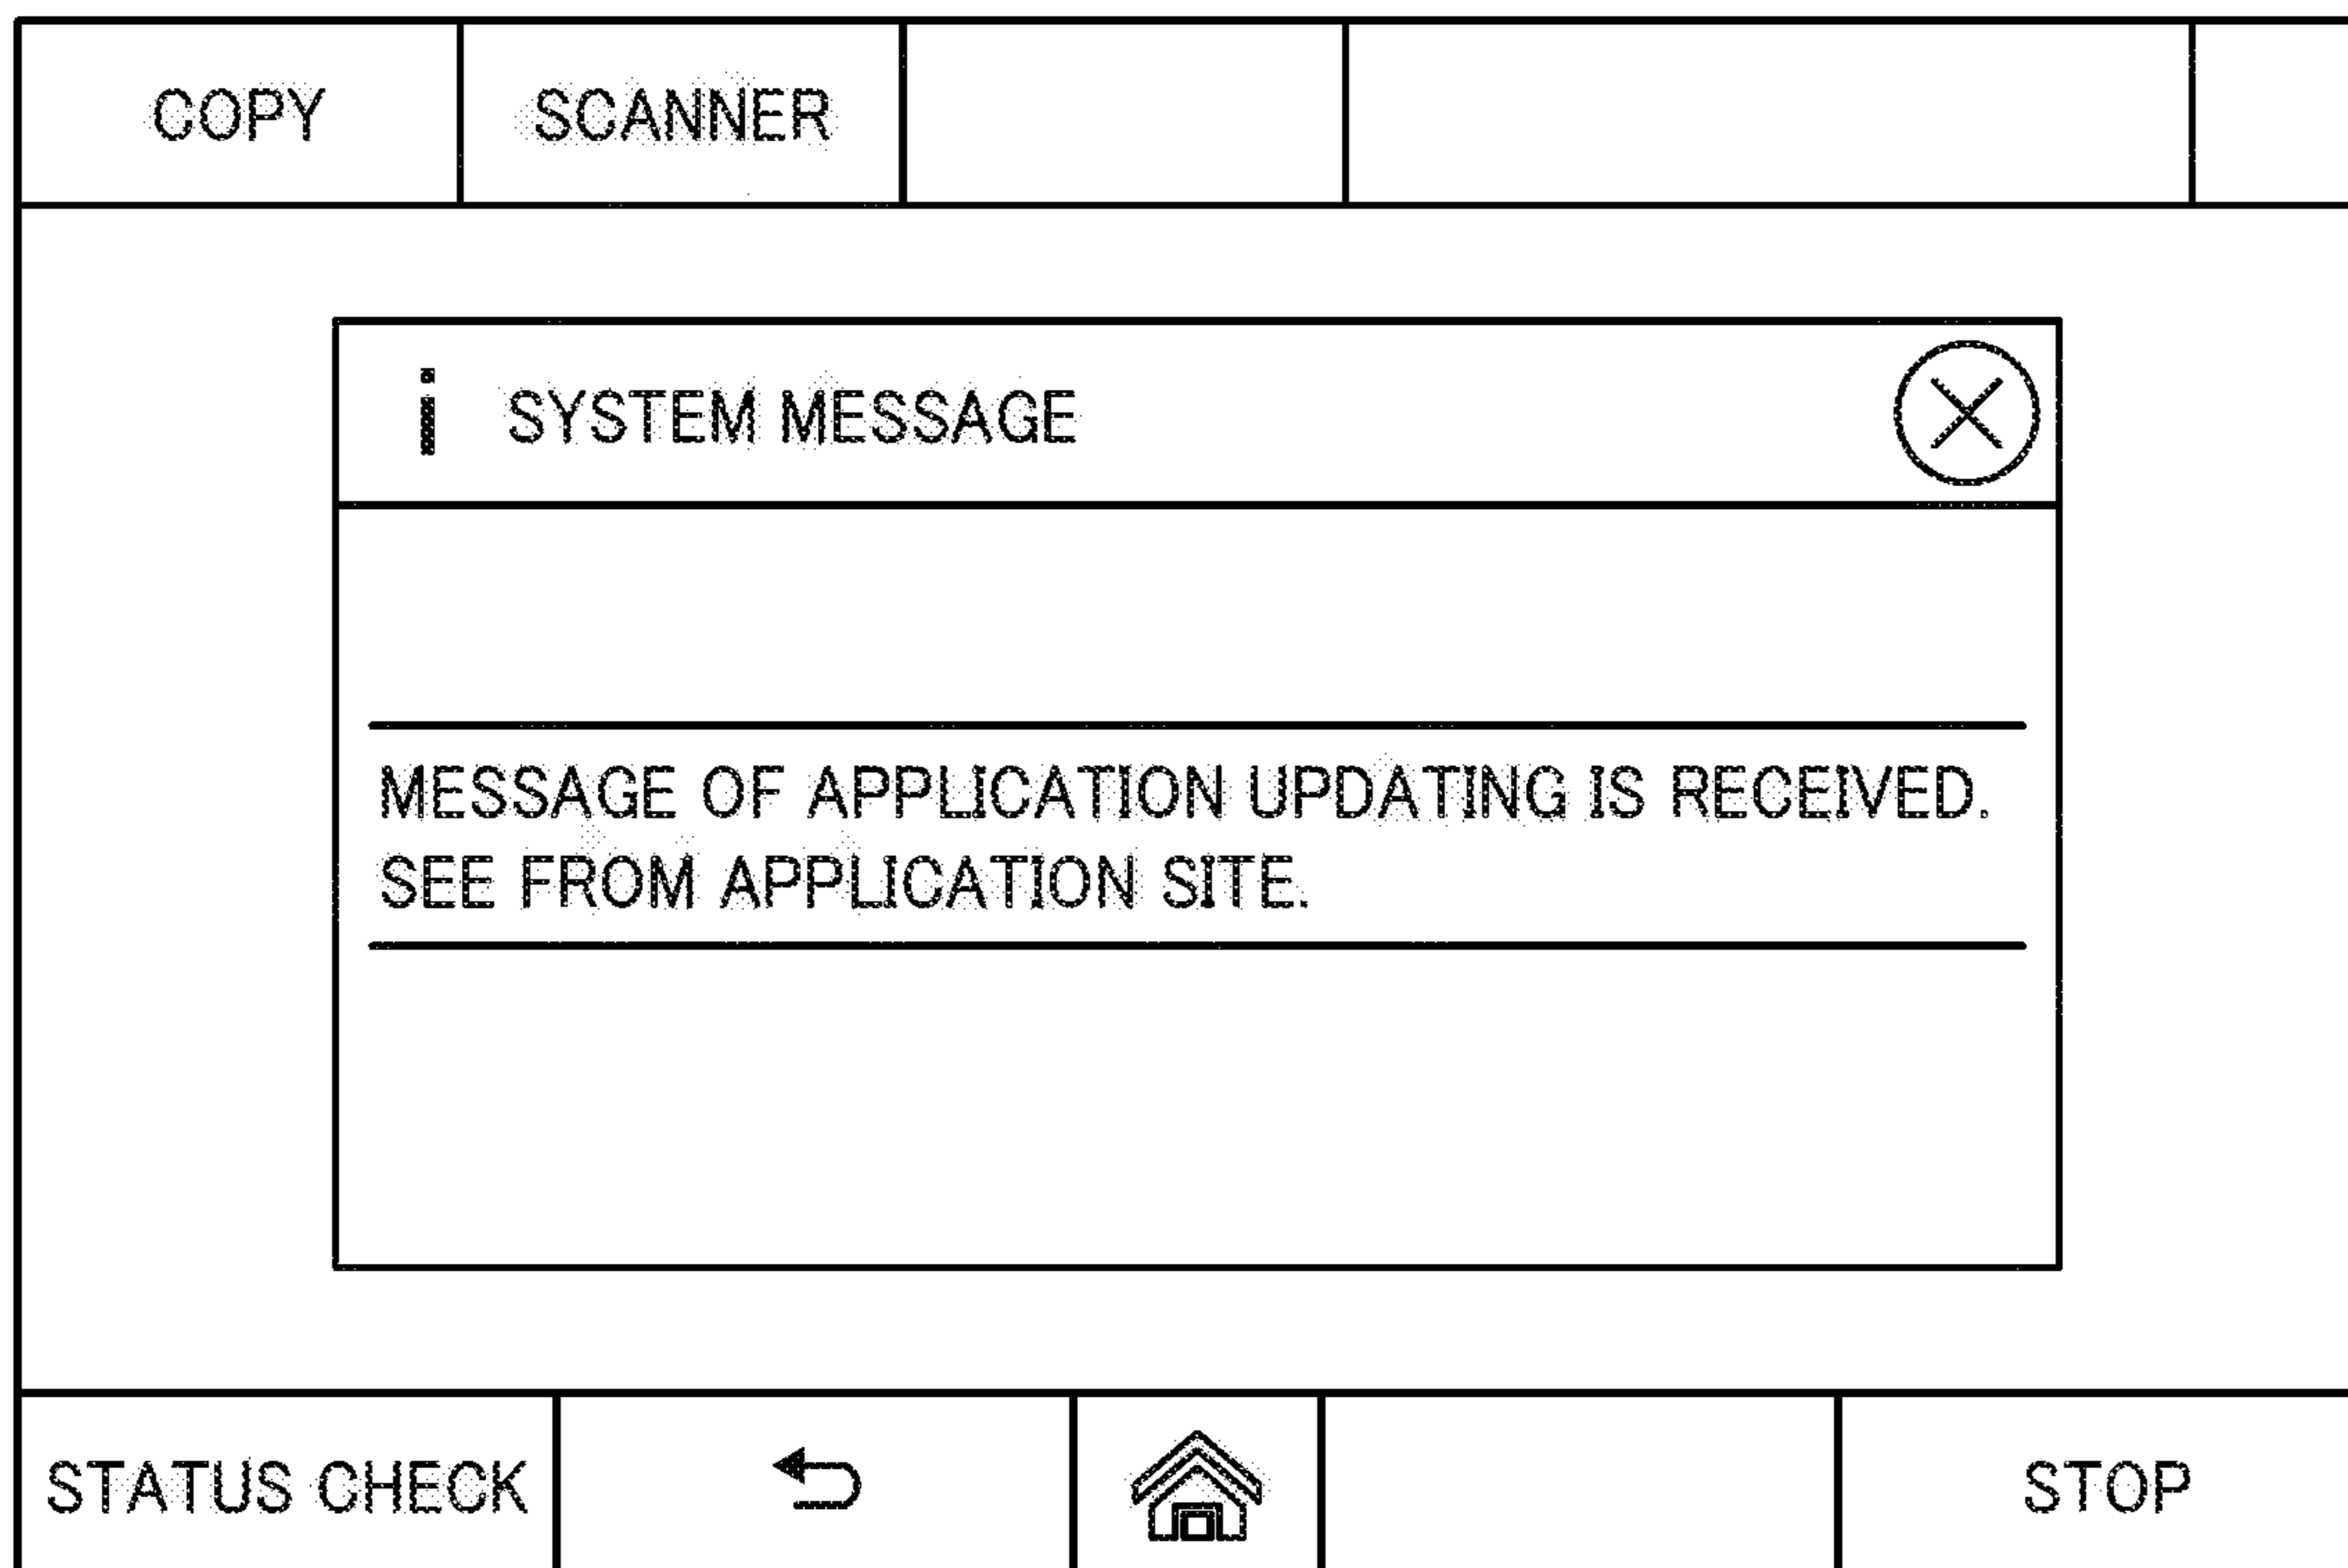 COPY
SCANNER
i SYSTEM MESSAGE
MESSAGE OF APPLICATION UPDATING IS RECEIVED.
SEE FROM APPLICATION SITE.
STATUS CHECK
STOP